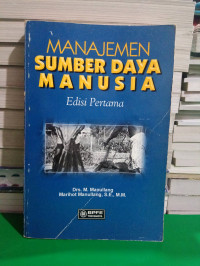 MANAJEMEN
SUMBER DAYA
MANUSIA
Edisi Pertama
Drs. M. Manullang
Marihot Manullang, S.E., M.M.
BPFE